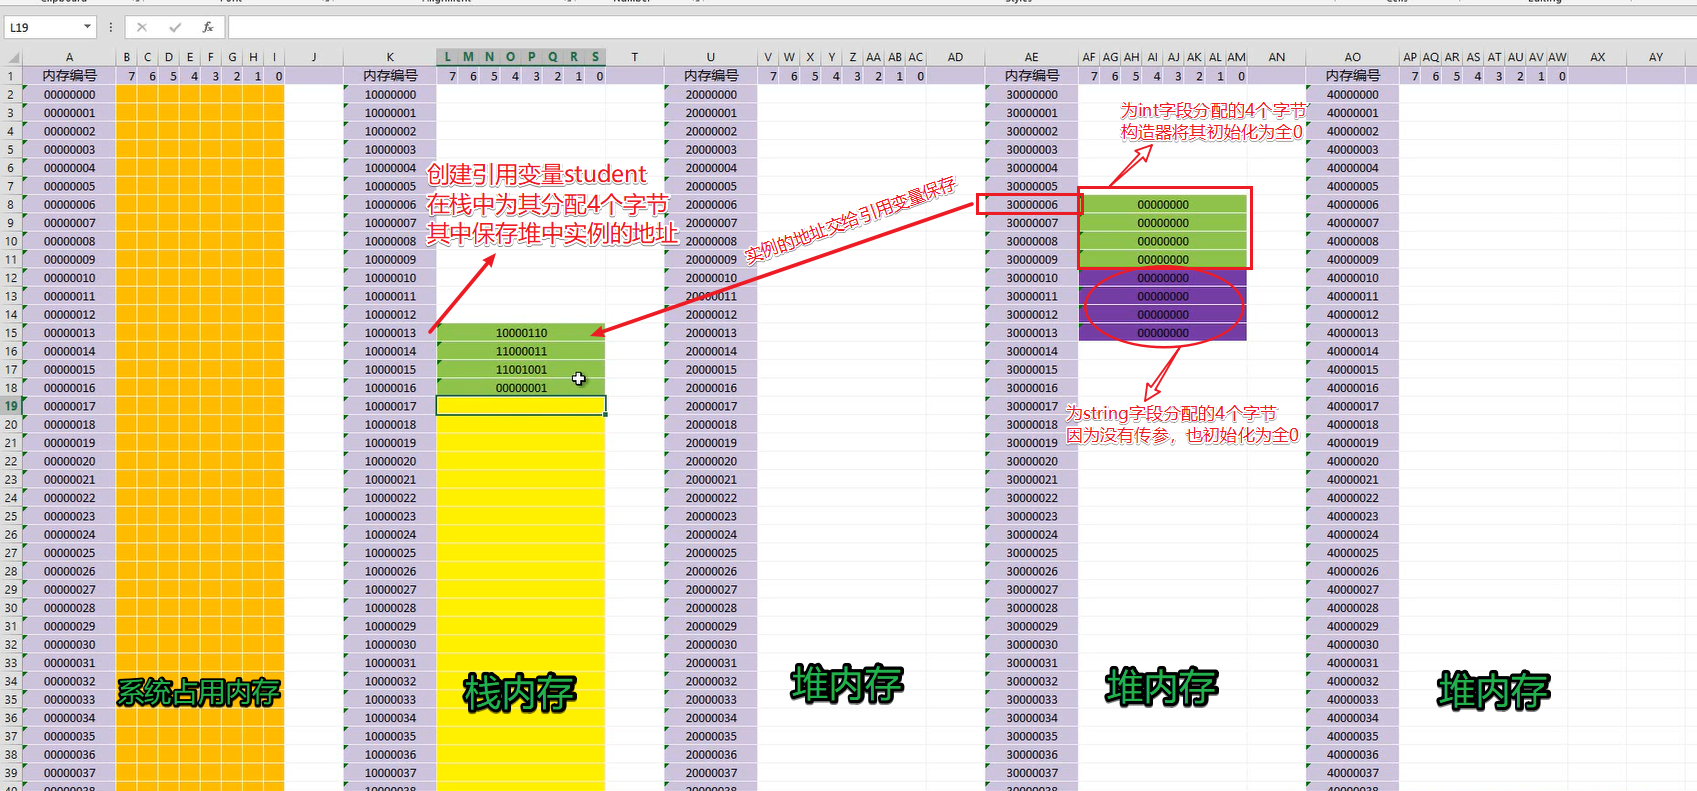 Clipboard Font Alignment Number Styles Cells Editing
L19 fx
A B C D E F G H I J K L M N O P Q R S T U V W X Y Z AA AB AC AD AE AF AG AH AI AJ AK AL AM AN AO AP AQ AR AS AT AU AV AW AX AY
1 内存编号 7 6 5 4 3 2 1 0 内存编号 7 6 5 4 3 2 1 0 内存编号 7 6 5 4 3 2 1 0 内存编号 7 6 5 4 3 2 1 0 内存编号 7 6 5 4 3 2 1 0
2 00000000 10000000 20000000 30000000 40000000
3 00000001 10000001 20000001 30000001 40000001
4 00000002 10000002 20000002 30000002 40000002
5 00000003 10000003 20000003 30000003 40000003
6 00000004 10000004 20000004 30000004 40000004
7 00000005 10000005 20000005 30000005 40000005
8 00000006 10000006 20000006 30000006 00000000 40000006
9 00000007 10000007 20000007 30000007 00000000 40000007
10 00000008 10000008 20000008 30000008 00000000 40000008
11 00000009 10000009 20000009 30000009 00000000 40000009
12 00000010 10000010 20000010 30000010 00000000 40000010
13 00000011 10000011 20000011 30000011 00000000 40000011
14 00000012 10000012 20000012 30000012 00000000 40000012
15 00000013 10000013 10000110 20000013 30000013 00000000 40000013
16 00000014 10000014 11000011 20000014 30000014 40000014
17 00000015 10000015 11001001 20000015 30000015 40000015
18 00000016 10000016 00000001 20000016 30000016 40000016
19 00000017 10000017 20000017 30000017 40000017
20 00000018 10000018 20000018 30000018 40000018
21 00000019 10000019 20000019 30000019 40000019
22 00000020 10000020 20000020 30000020 40000020
23 00000021 10000021 20000021 30000021 40000021
24 00000022 10000022 20000022 30000022 40000022
25 00000023 10000023 20000023 30000023 40000023
26 00000024 10000024 20000024 30000024 40000024
27 00000025 10000025 20000025 30000025 40000025
28 00000026 10000026 20000026 30000026 40000026
29 00000027 10000027 20000027 30000027 40000027
30 00000028 10000028 20000028 30000028 40000028
31 00000029 10000029 20000029 30000029 40000029
32 00000030 10000030 20000030 30000030 40000030
33 00000031 10000031 20000031 30000031 40000031
34 00000032 10000032 20000032 30000032 40000032
35 00000033 10000033 20000033 30000033 40000033
36 00000034 10000034 20000034 30000034 40000034
37 00000035 10000035 20000035 30000035 40000035
38 00000036 10000036 20000036 30000036 40000036
39 00000037 10000037 20000037 30000037 40000037
40 00000038 10000038 20000038 30000038 40000038
创建引用变量student
在栈中为其分配4个字节
其中保存堆中实例的地址
实例的地址交给引用变量保存
为int字段分配的4个字节
构造器将其初始化为全0
为string字段分配的4个字节
因为没有传参，也初始化为全0
系统占用内存
栈内存
堆内存
堆内存
堆内存